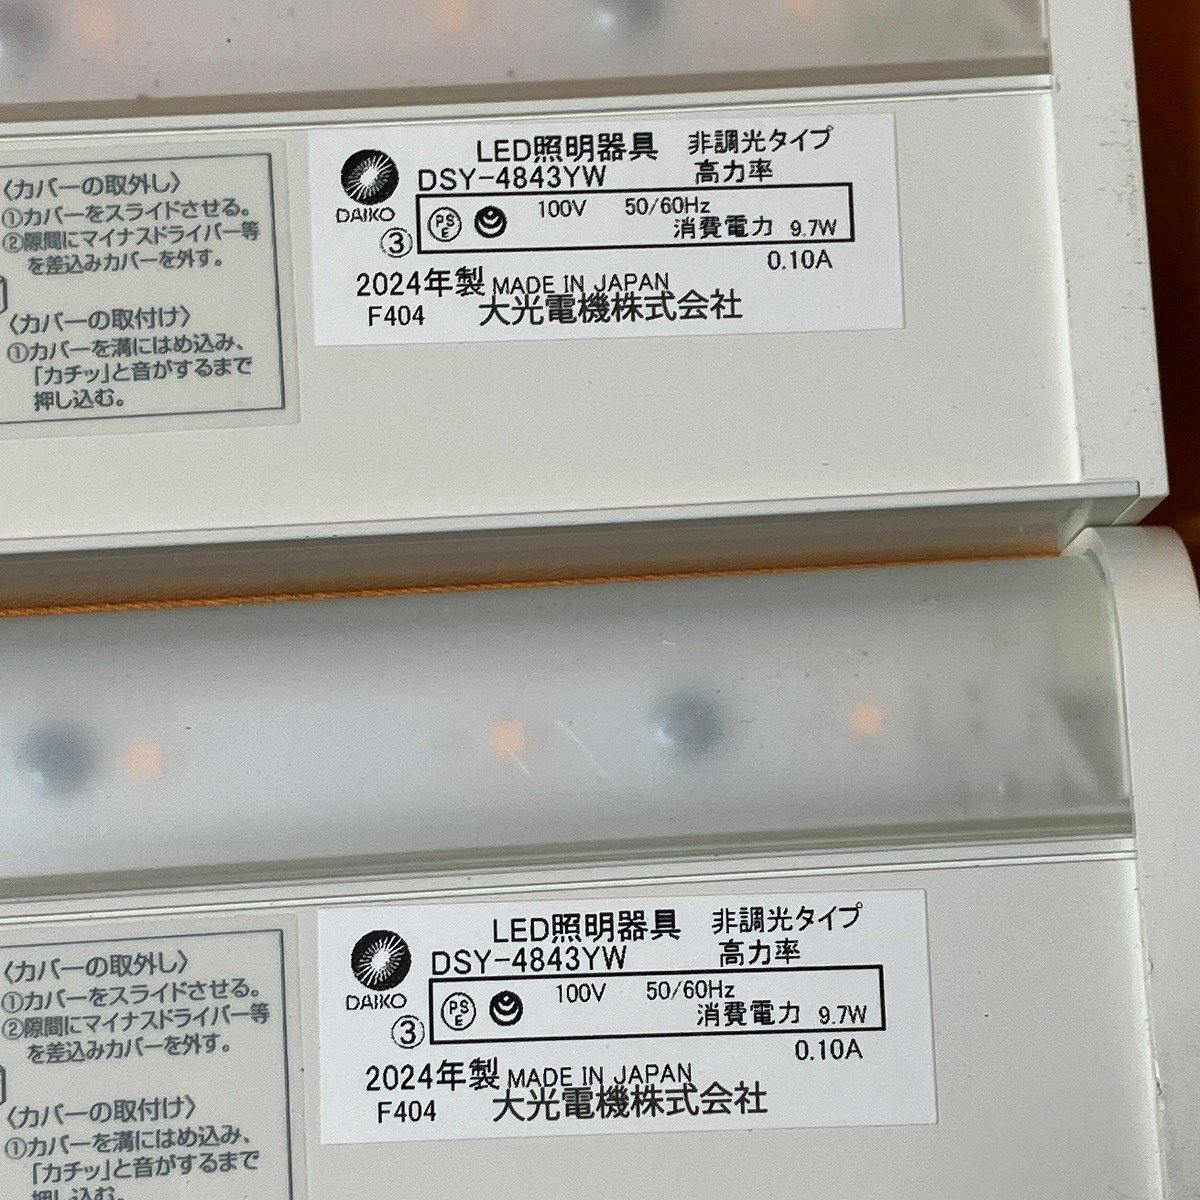 〈カバーの取外し〉
①カバーをスライドさせる。
②隙間にマイナスドライバー等
を差込みカバーを外す。
〈カバーの取付け〉
①カバーを溝にはめ込み、
「カチッ」と音がするまで
押し込む。
LED照明器具 非調光タイプ
DSY-4843YW 高力率
DAIKO
PSE 100V 50/60Hz
消費電力 9.7W
③
0.10A
2024年製 MADE IN JAPAN
F404 大光電機株式会社
〈カバーの取外し〉
①カバーをスライドさせる。
②隙間にマイナスドライバー等
を差込みカバーを外す。
〈カバーの取付け〉
①カバーを溝にはめ込み、
「カチッ」と音がするまで
押し込む。
LED照明器具 非調光タイプ
DSY-4843YW 高力率
DAIKO
PSE 100V 50/60Hz
消費電力 9.7W
③
0.10A
2024年製 MADE IN JAPAN
F404 大光電機株式会社